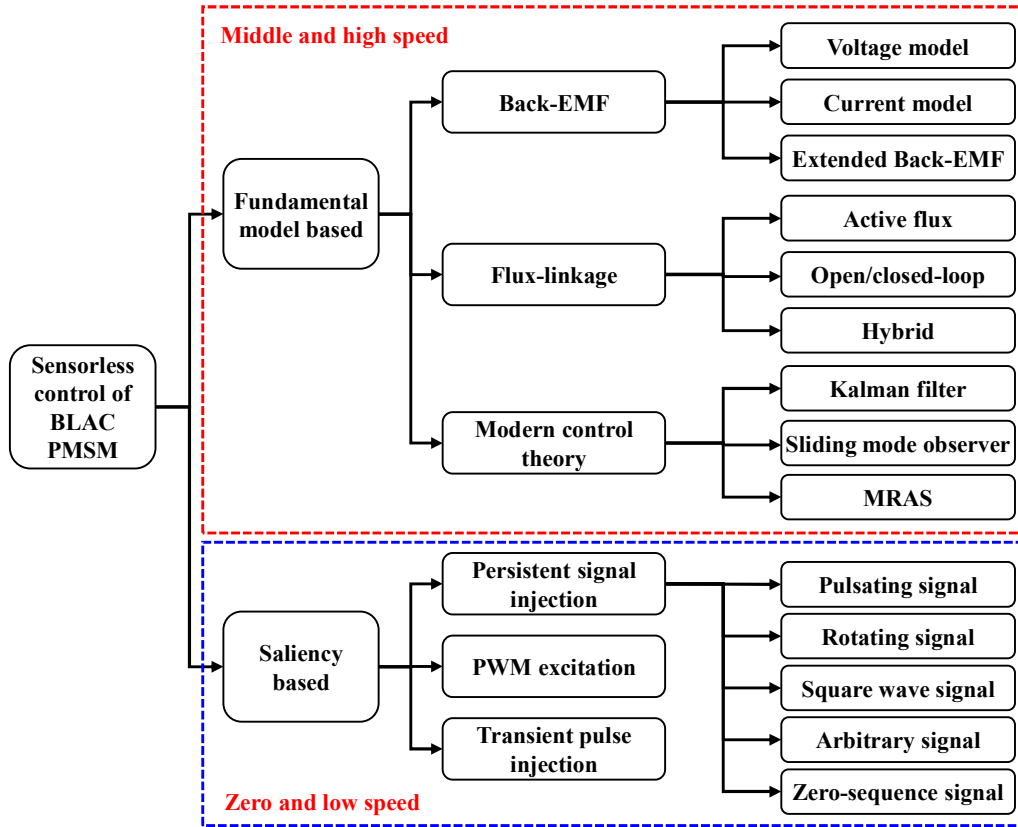 Middle and high speed
Voltage model
Back-EMF
Current model
Extended Back-EMF
Fundamental
model based
Active flux
Flux-linkage
Open/closed-loop
Hybrid
Sensorless
control of
BLAC
PMSM
Kalman filter
Modern control
theory
Sliding mode observer
MRAS
Persistent signal
injection
Pulsating signal
Rotating signal
Saliency
based
PWM excitation
Square wave signal
Transient pulse
injection
Arbitrary signal
Zero-sequence signal
Zero and low speed